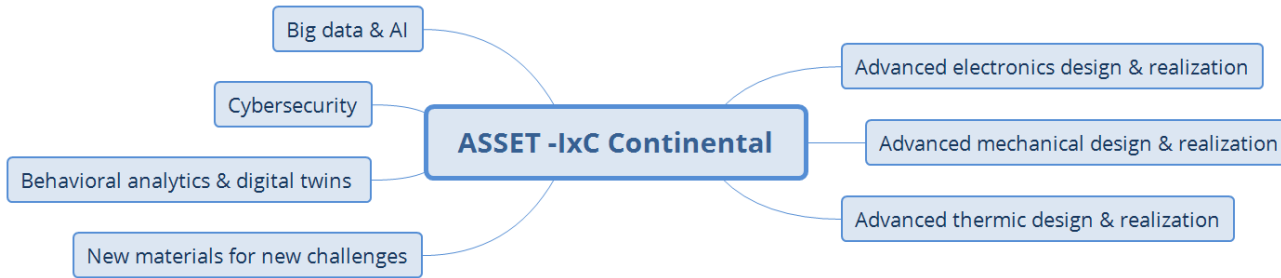 Big data & AI
Cybersecurity
Behavioral analytics & digital twins
New materials for new challenges
ASSET -IxC Continental
Advanced electronics design & realization
Advanced mechanical design & realization
Advanced thermic design & realization